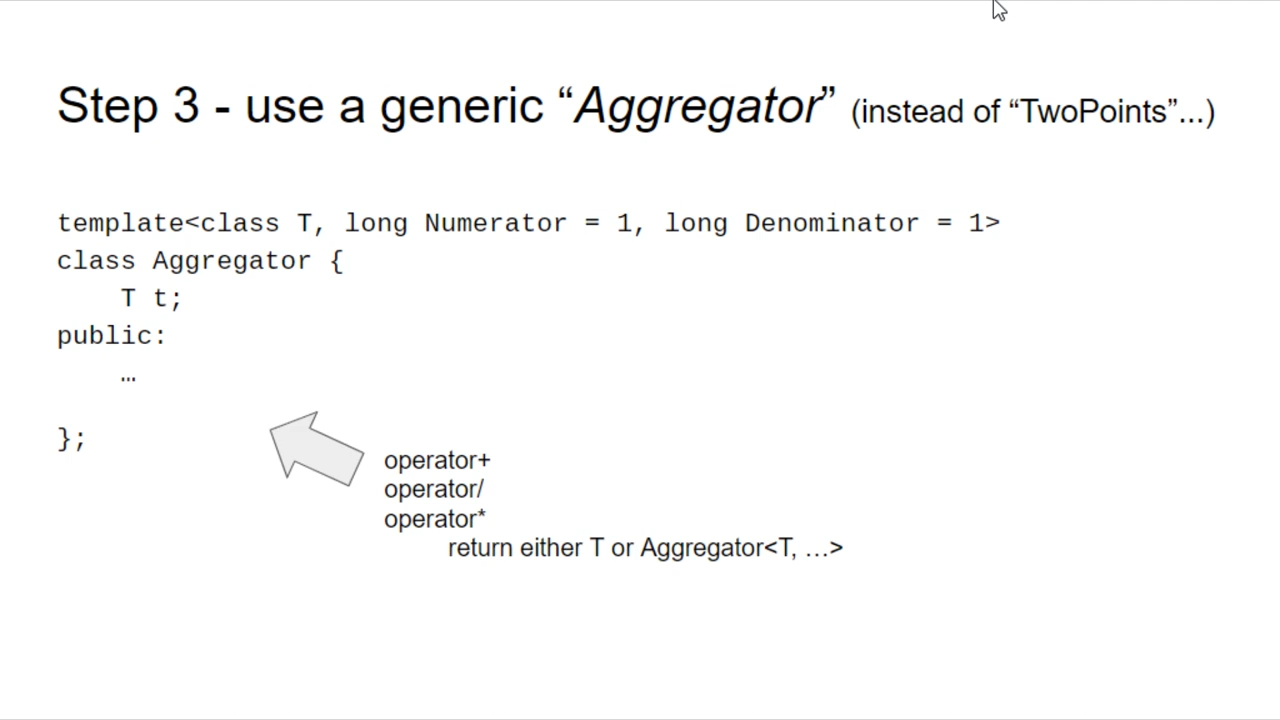 Step 3 - use a generic “Aggregator” (instead of “TwoPoints”...)
template<class T, long Numerator = 1, long Denominator = 1>
class Aggregator {
    T t;
public:
    …
};
operator+
operator/
operator*
return either T or Aggregator<T, …>